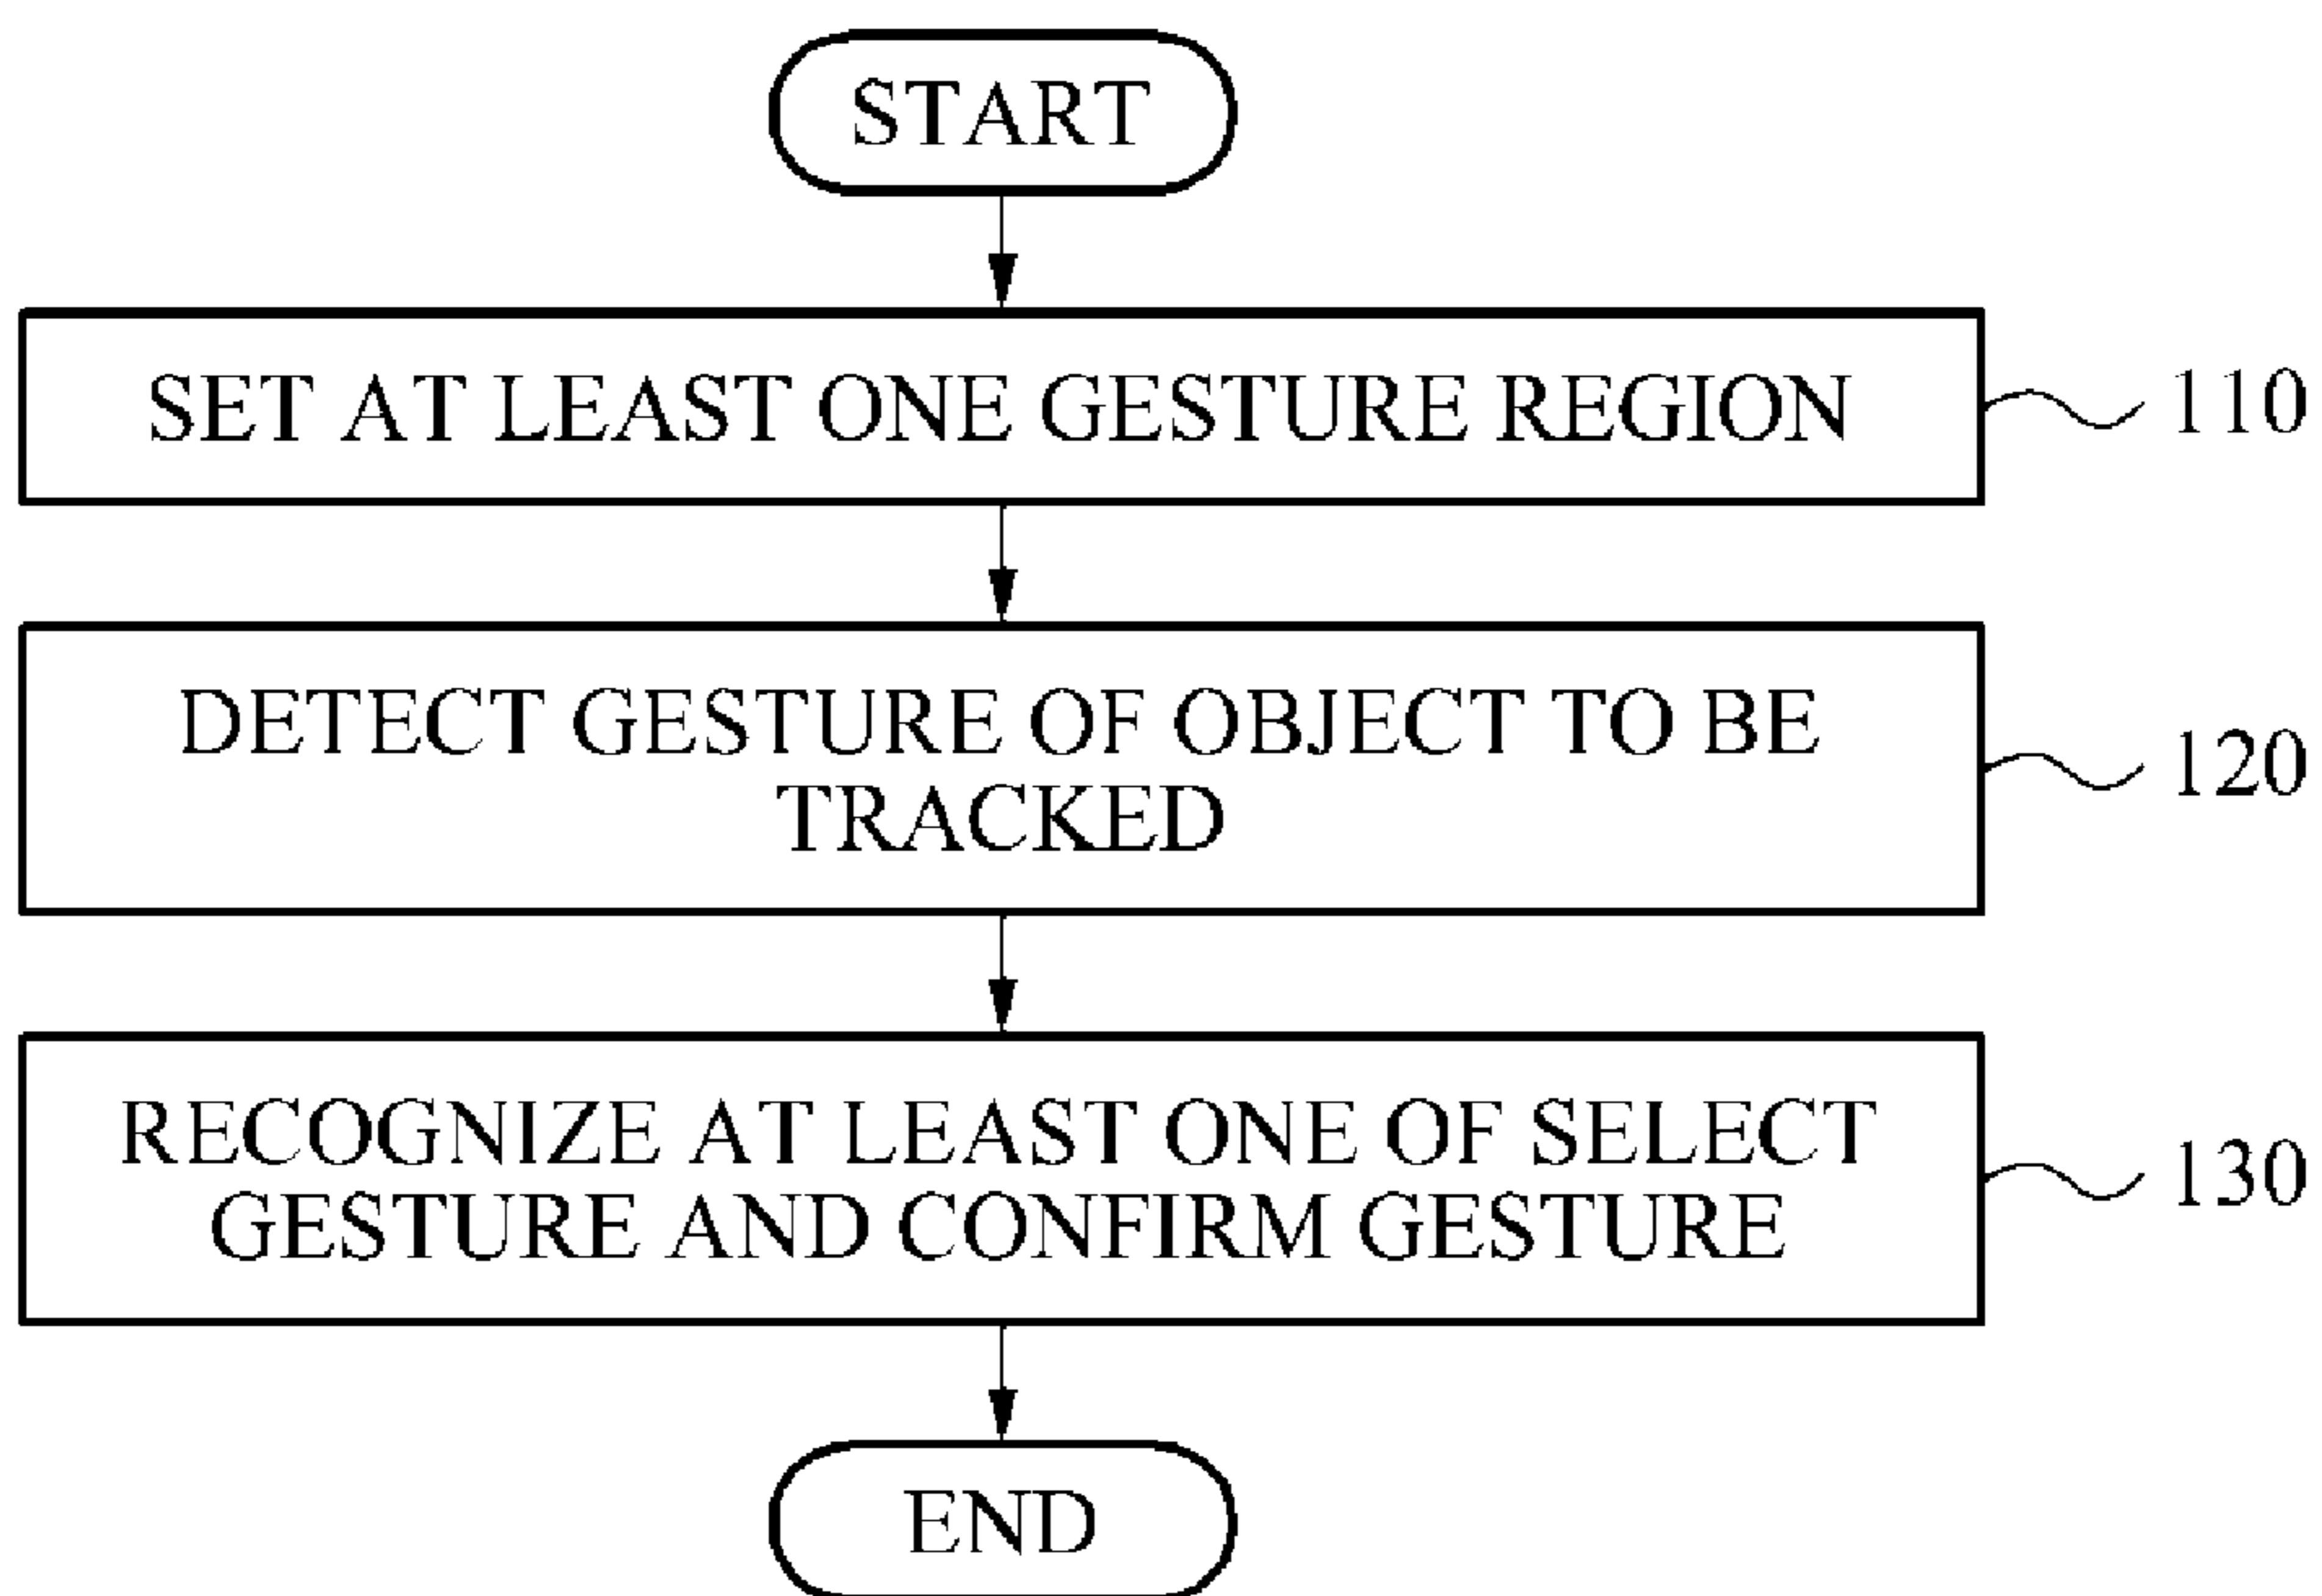 START
SET AT LEAST ONE GESTURE REGION
110
DETECT GESTURE OF OBJECT TO BE
TRACKED
120
RECOGNIZE AT LEAST ONE OF SELECT
GESTURE AND CONFIRM GESTURE
130
END